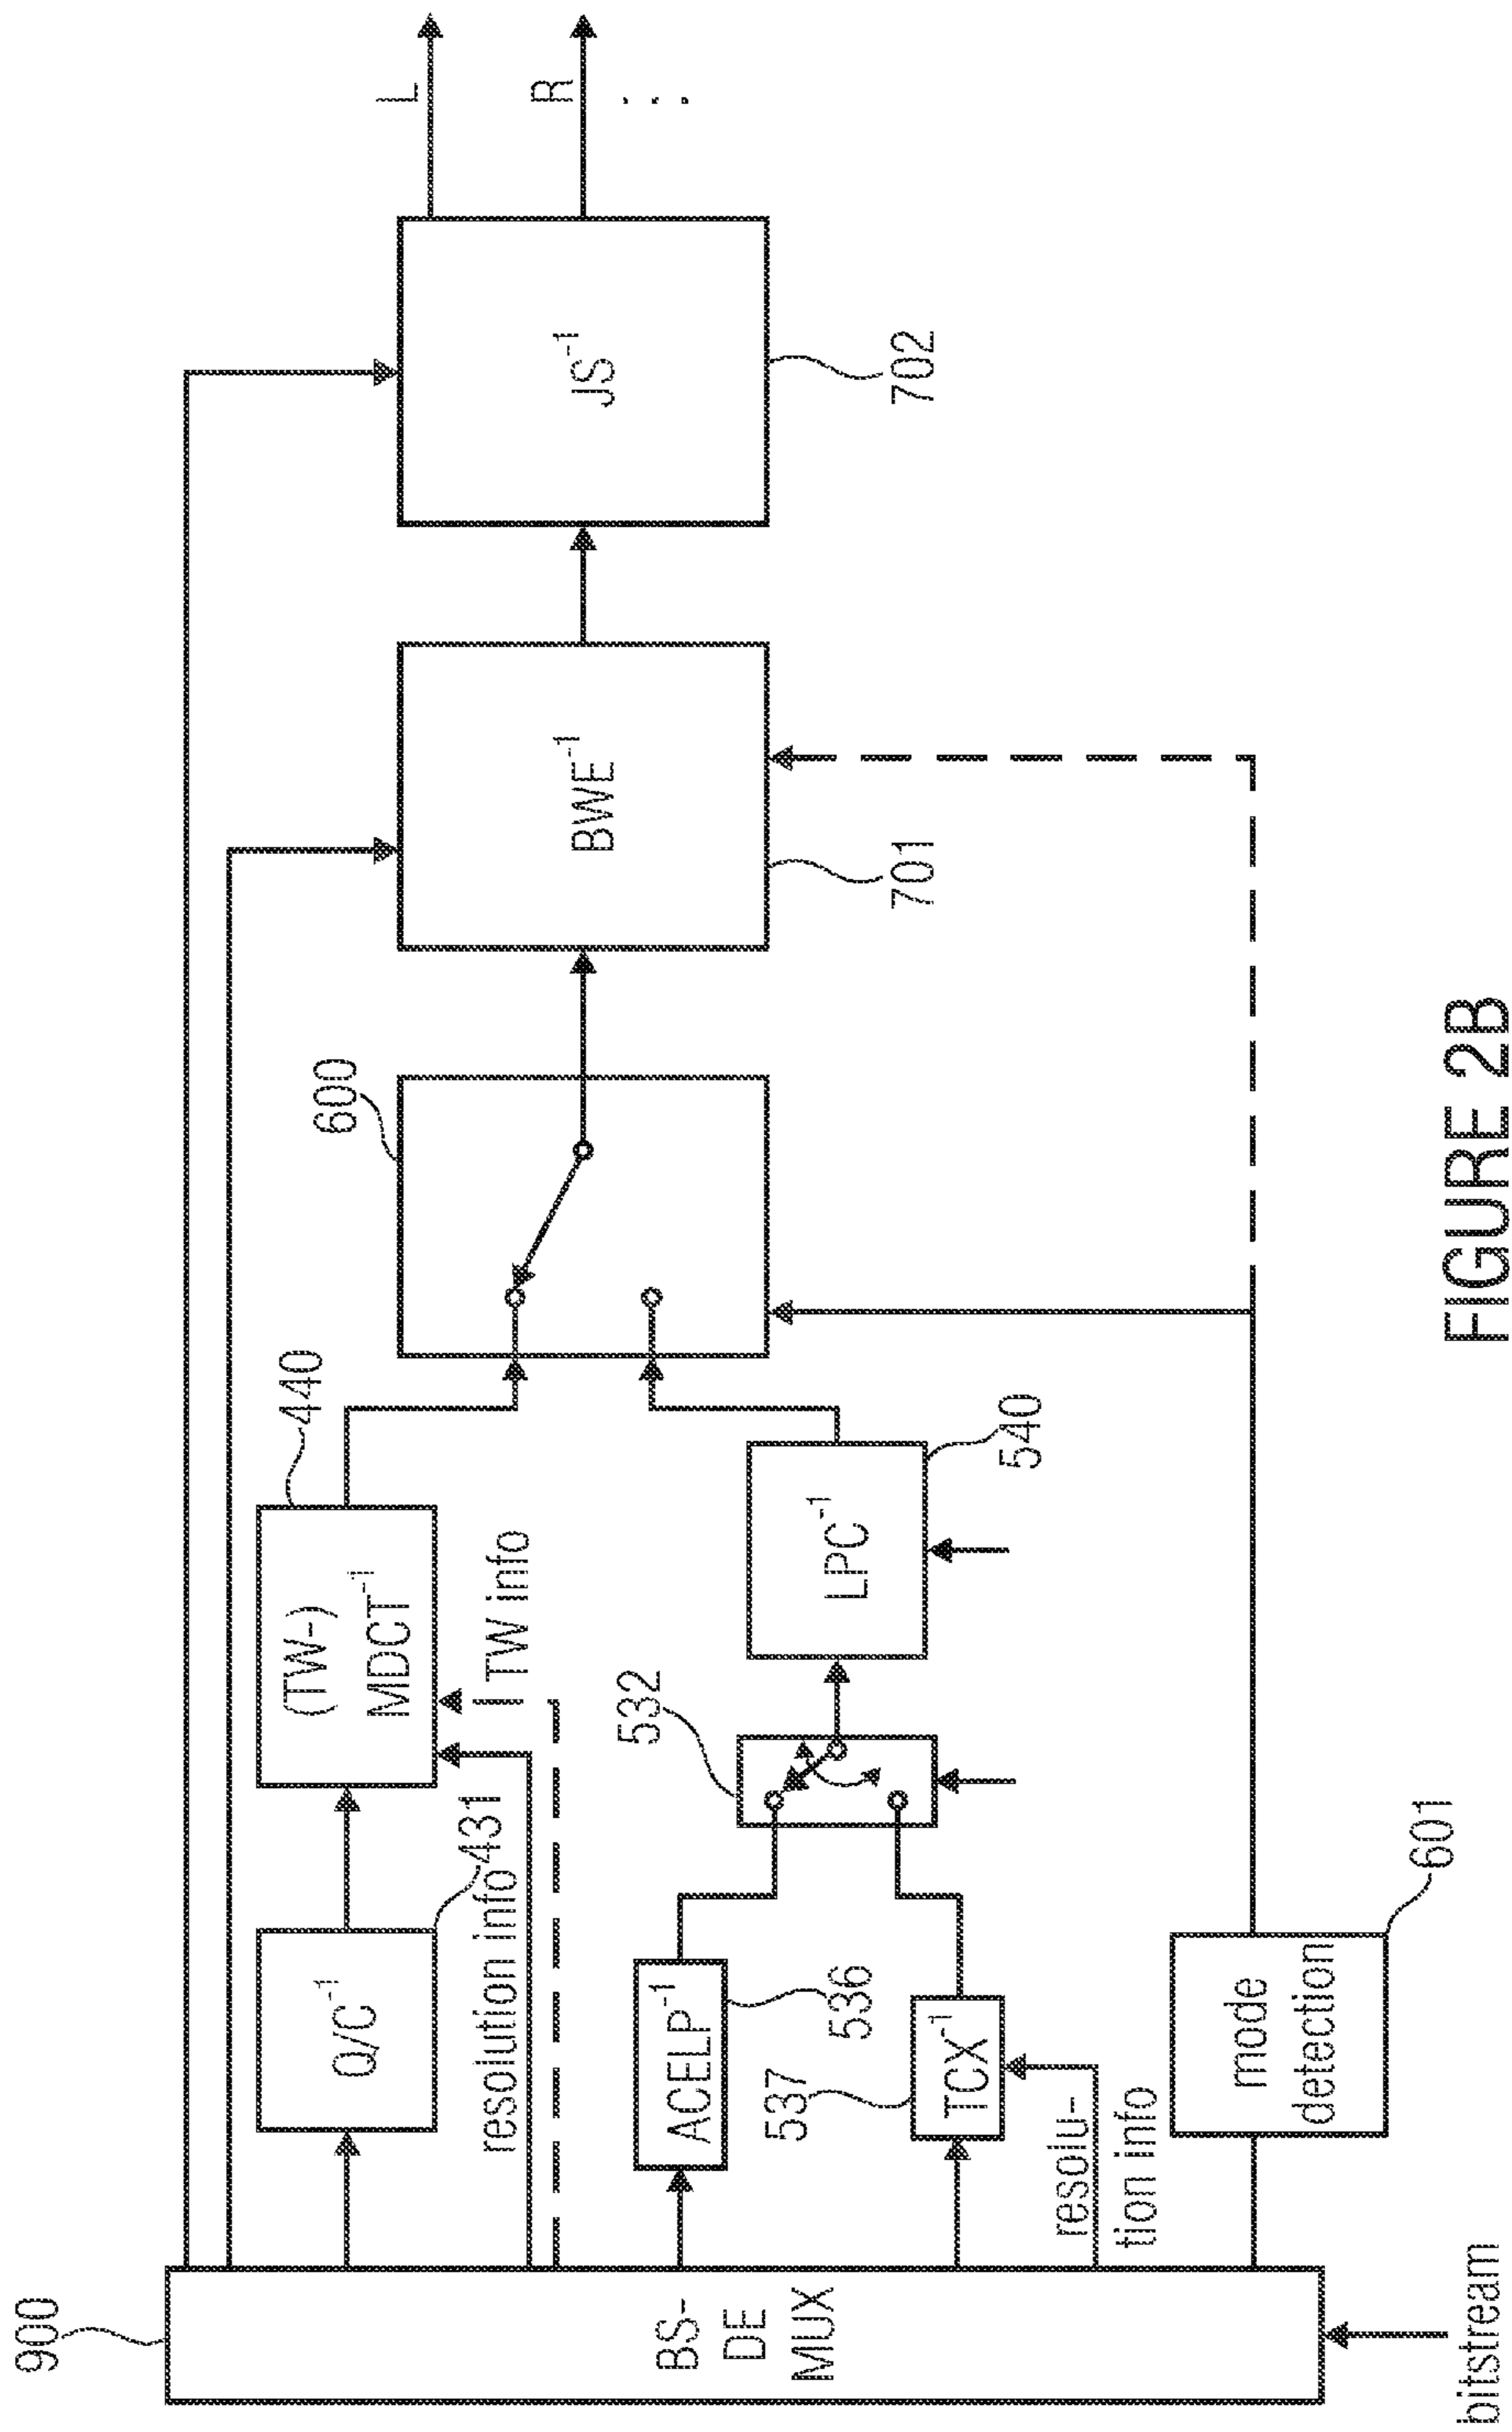 900
BS-
DE
MUX
bitstream
Q/C⁻¹
431
resolution info
(TW-)
MDCT⁻¹
440
TW info
ACELP⁻¹
536
537
TCX⁻¹
resolu-
tion info
532
LPC⁻¹
540
mode
detection
601
600
BWE⁻¹
701
JS⁻¹
702
L
R
⋮
FIGURE 2B